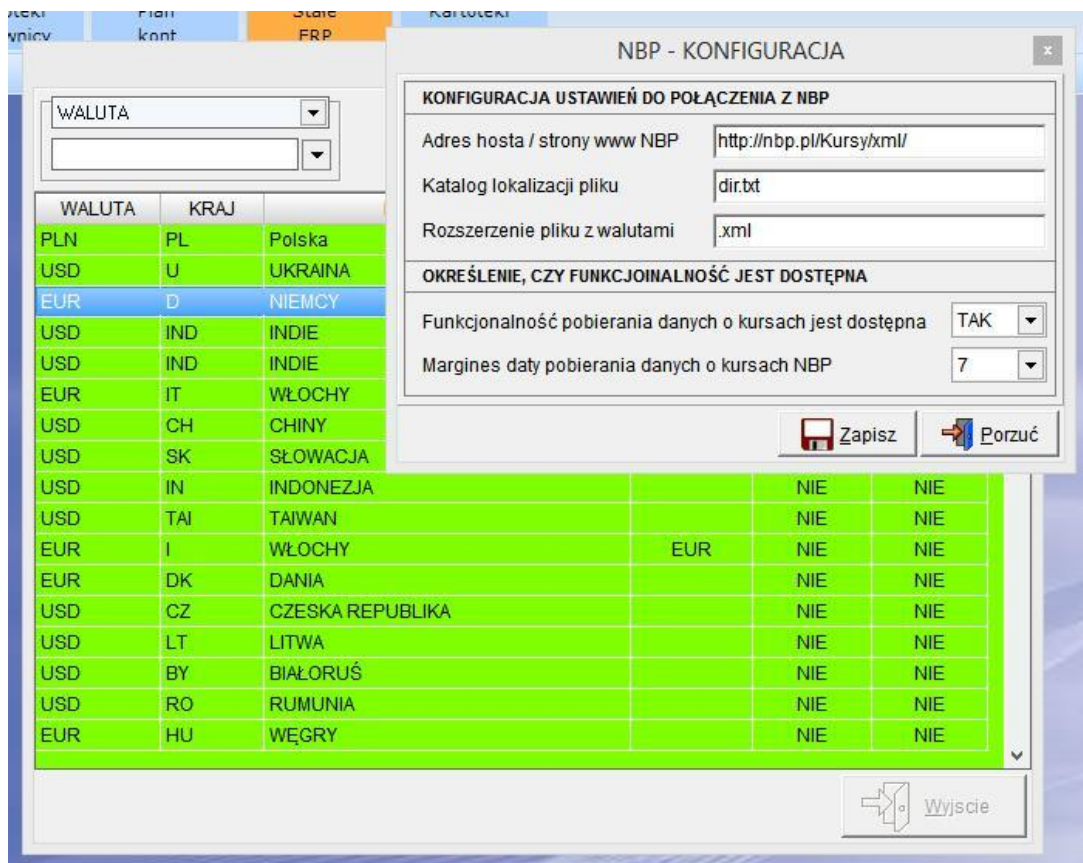 kont
ERP
NBP - KONFIGURACJA
x
KONFIGURACJA USTAWIEŃ DO POŁĄCZENIA Z NBP
Adres hosta / strony www NBP http://nbp.pl/Kursy/xml/
Katalog lokalizacji pliku dir.txt
Rozszerzenie pliku z walutami .xml
OKREŚLENIE, CZY FUNKCJOINALNOŚĆ JEST DOSTĘPNA
Funkcjonalność pobierania danych o kursach jest dostępna TAK
Margines daty pobierania danych o kursach NBP 7
Zapisz Porzuć
WALUTA
WALUTA KRAJ
PLN PL Polska
USD U UKRAINA
EUR D NIEMCY
USD IND INDIE
USD IND INDIE
EUR IT WŁOCHY
USD CH CHINY
USD SK SŁOWACJA
USD IN INDONEZJA NIE NIE
USD TAI TAIWAN NIE NIE
EUR I WŁOCHY EUR NIE NIE
EUR DK DANIA NIE NIE
USD CZ CZESKA REPUBLIKA NIE NIE
USD LT LITWA NIE NIE
USD BY BIAŁORUŚ NIE NIE
USD RO RUMUNIA NIE NIE
EUR HU WĘGRY NIE NIE
Wyjscie